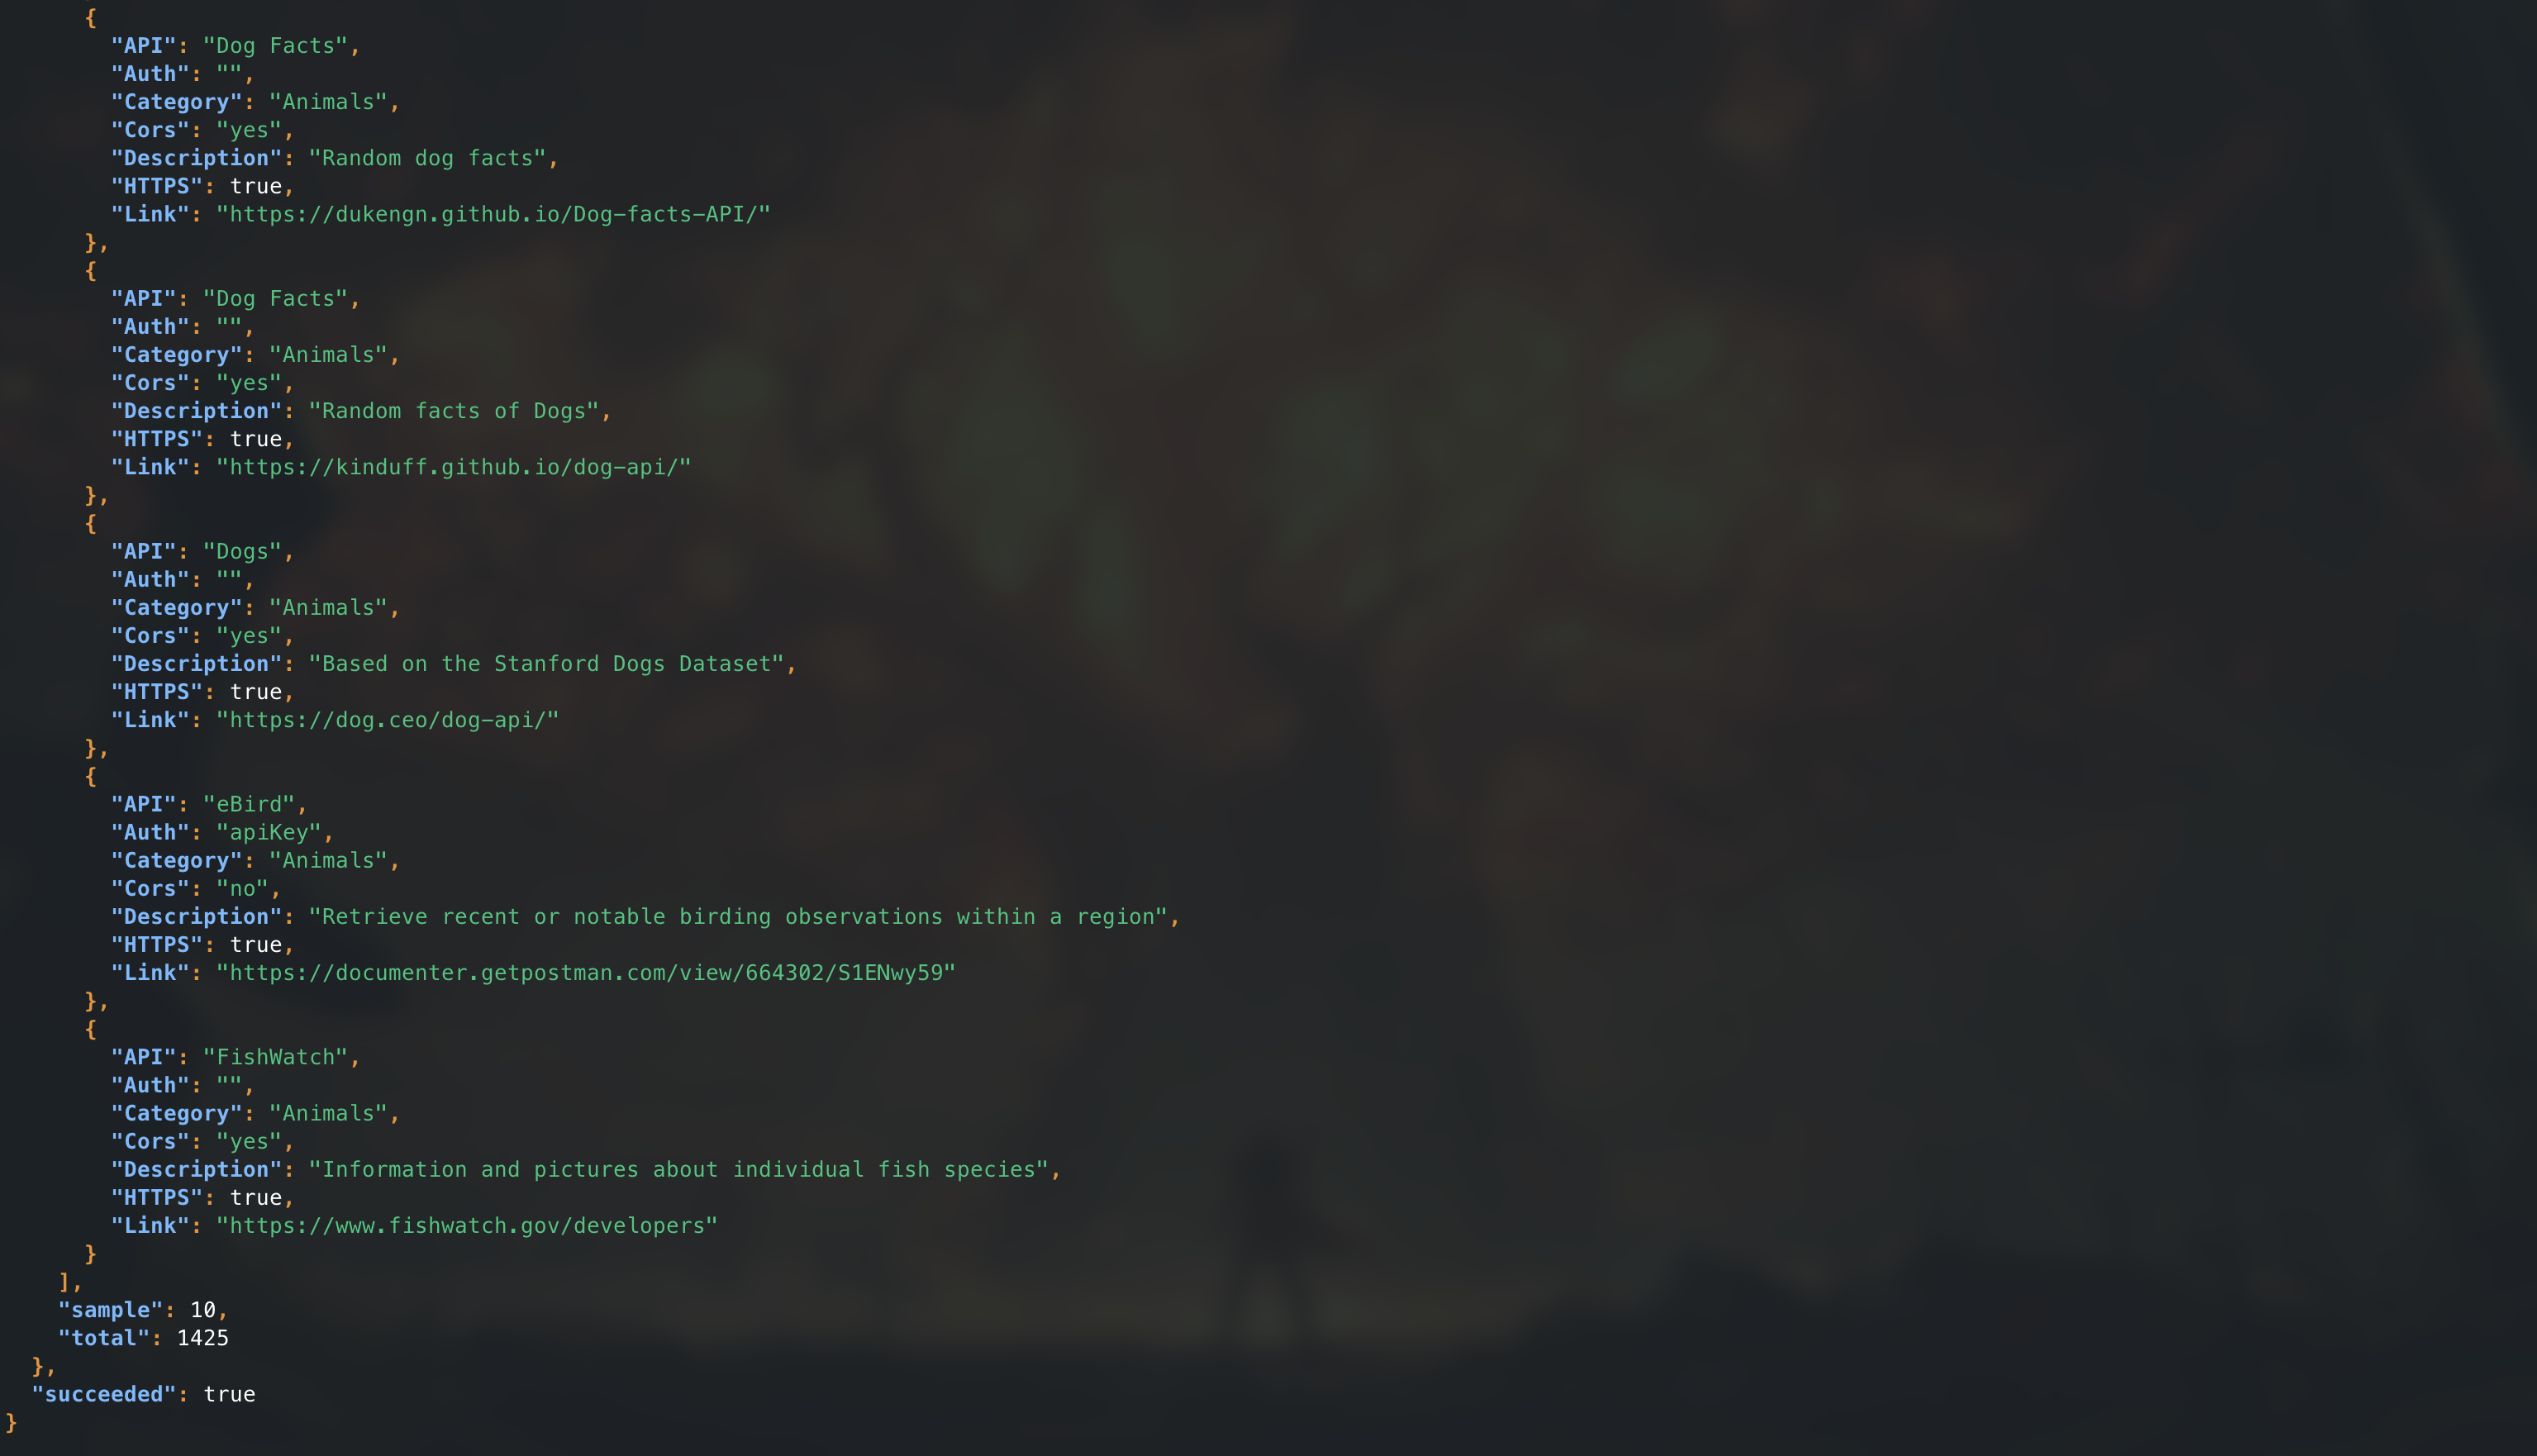 {
"API": "Dog Facts",
"Auth": "",
"Category": "Animals",
"Cors": "yes",
"Description": "Random dog facts",
"HTTPS": true,
"Link": "https://dukengn.github.io/Dog-facts-API/"
},
{
"API": "Dog Facts",
"Auth": "",
"Category": "Animals",
"Cors": "yes",
"Description": "Random facts of Dogs",
"HTTPS": true,
"Link": "https://kinduff.github.io/dog-api/"
},
{
"API": "Dogs",
"Auth": "",
"Category": "Animals",
"Cors": "yes",
"Description": "Based on the Stanford Dogs Dataset",
"HTTPS": true,
"Link": "https://dog.ceo/dog-api/"
},
{
"API": "eBird",
"Auth": "apiKey",
"Category": "Animals",
"Cors": "no",
"Description": "Retrieve recent or notable birding observations within a region",
"HTTPS": true,
"Link": "https://documenter.getpostman.com/view/664302/S1ENwy59"
},
{
"API": "FishWatch",
"Auth": "",
"Category": "Animals",
"Cors": "yes",
"Description": "Information and pictures about individual fish species",
"HTTPS": true,
"Link": "https://www.fishwatch.gov/developers"
}
],
"sample": 10,
"total": 1425
},
"succeeded": true
}